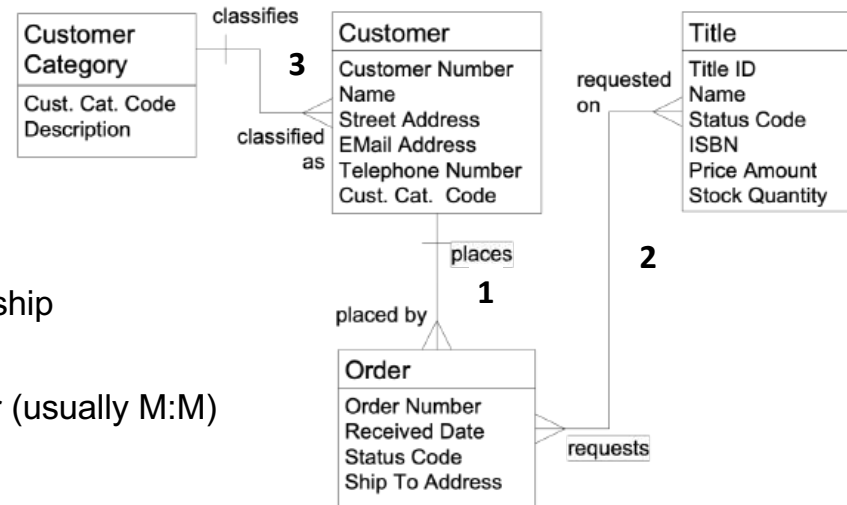 classifies
Customer
Category
Cust. Cat. Code
Description
3
classified
as
Customer
Customer Number
Name
Street Address
EMail Address
Telephone Number
Cust. Cat. Code
requested
on
Title
Title ID
Name
Status Code
ISBN
Price Amount
Stock Quantity
places
1
placed by
2
ship
(usually M:M)
Order
Order Number
Received Date
Status Code
Ship To Address
requests